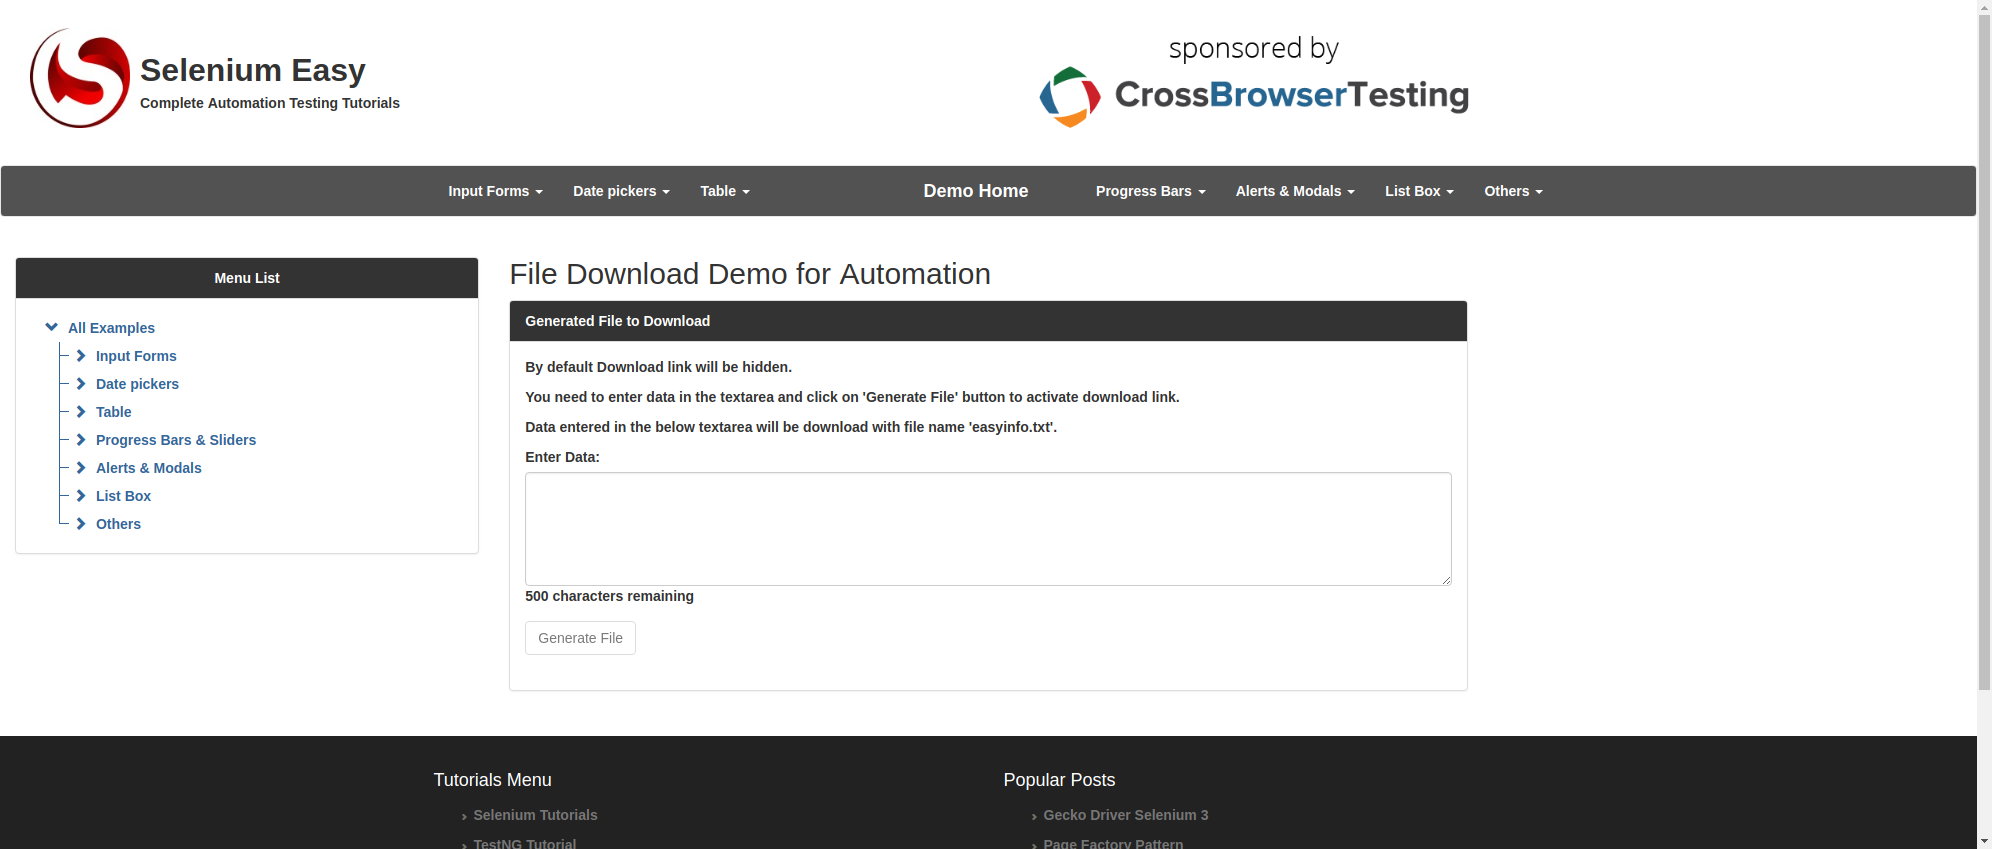 Selenium Easy
Complete Automation Testing Tutorials
sponsored by
CrossBrowserTesting
Input Forms
Date pickers
Table
Demo Home
Progress Bars
Alerts & Modals
List Box
Others
Menu List
All Examples
Input Forms
Date pickers
Table
Progress Bars & Sliders
Alerts & Modals
List Box
Others
File Download Demo for Automation
Generated File to Download
By default Download link will be hidden.
You need to enter data in the textarea and click on 'Generate File' button to activate download link.
Data entered in the below textarea will be download with file name 'easyinfo.txt'.
Enter Data:
500 characters remaining
Generate File
Tutorials Menu
Selenium Tutorials
TestNG Tutorial
Popular Posts
Gecko Driver Selenium 3
Page Factory Pattern